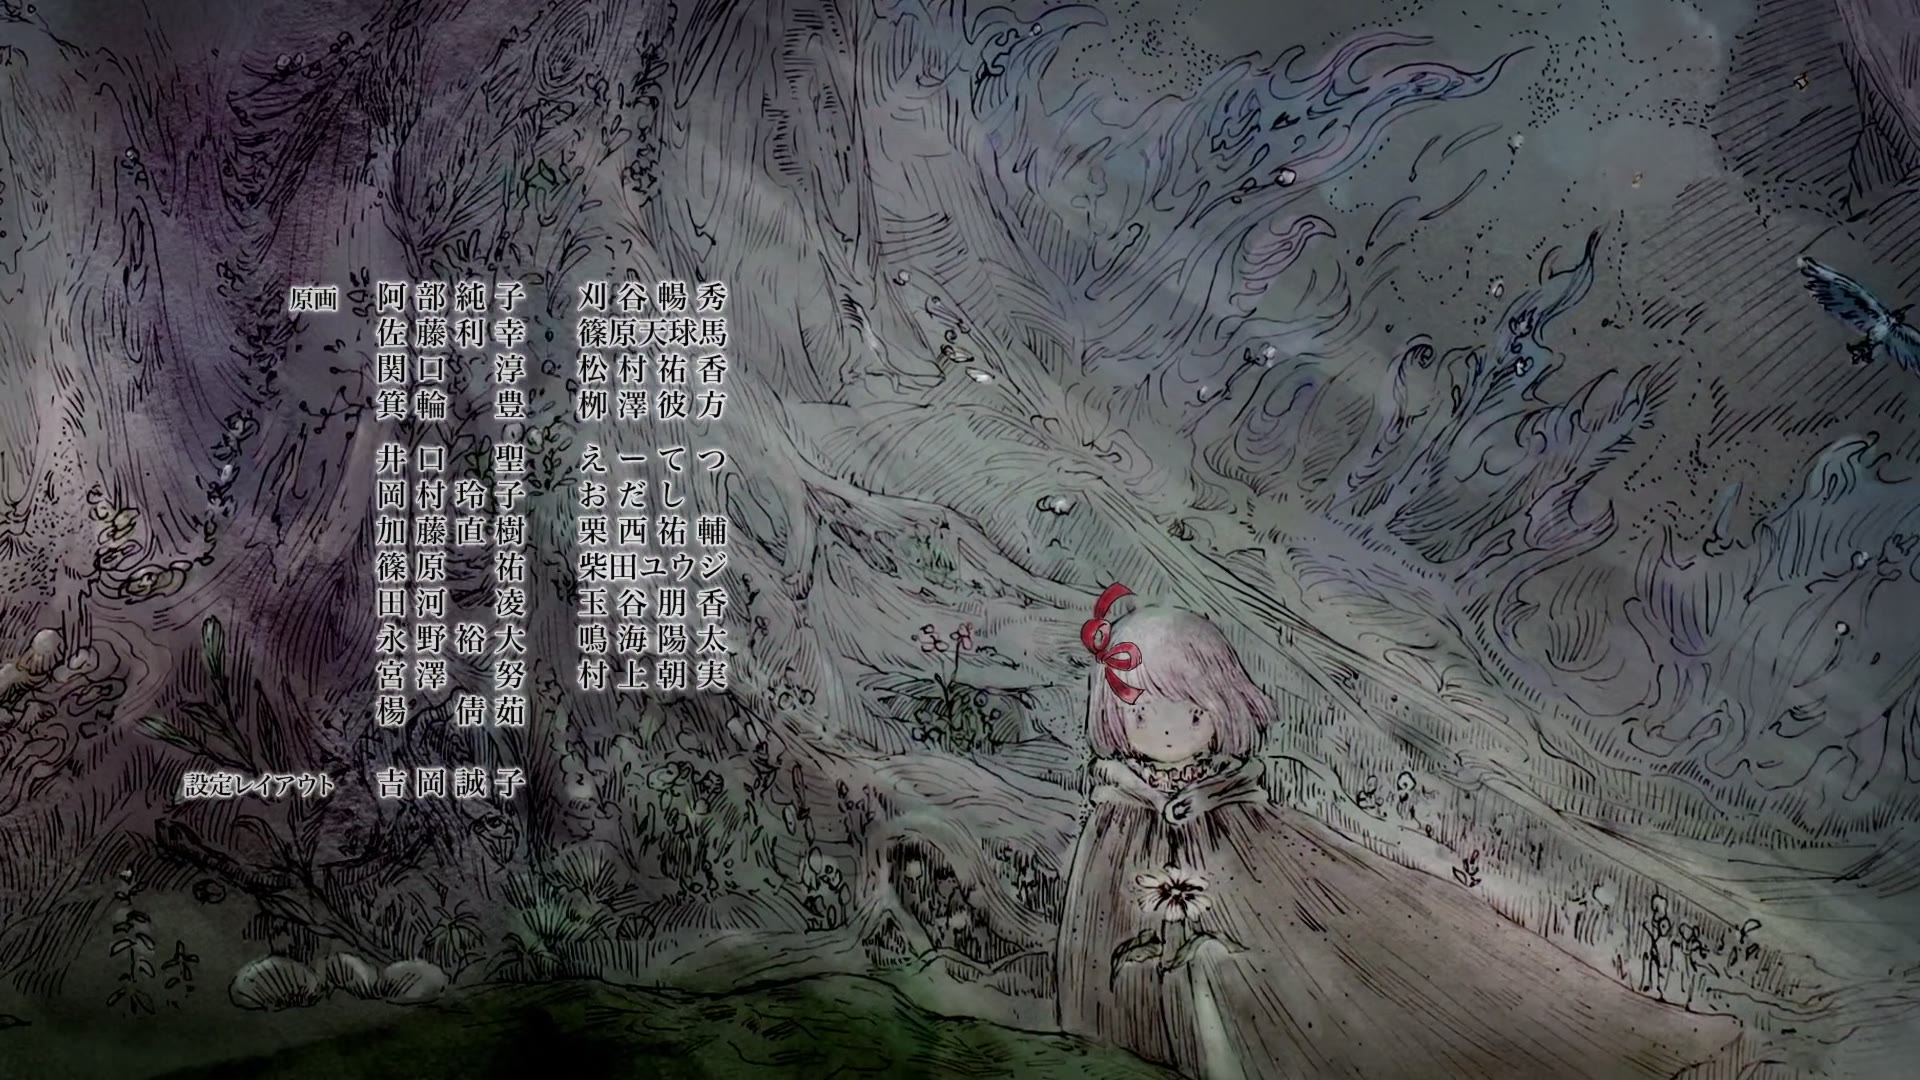 原画 阿部純子 刈谷暢秀
佐藤利幸 篠原天球馬
関口淳 松村祐香
箕輪豊 柳澤彼方
井口聖 えーてつ
岡村玲子 おだし
加藤直樹 栗西祐輔
篠原祐 柴田ユウジ
田河凌 玉谷朋香
永野裕大 鳴海陽太
宮澤努 村上朝実
楊倩茹
設定レイアウト 吉岡誠子